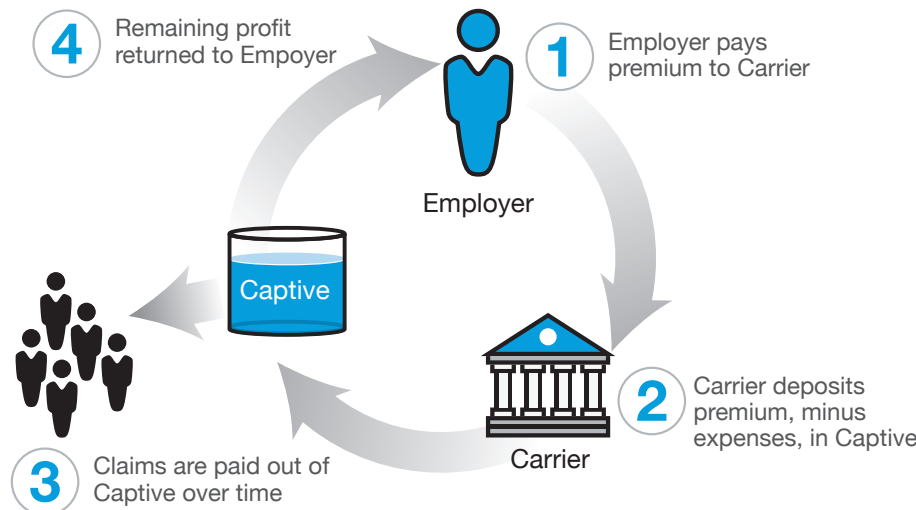 1
Employer pays
premium to Carrier
Employer
2
Carrier deposits
premium, minus
expenses, in Captive
Carrier
Captive
3
Claims are paid out of
Captive over time
4
Remaining profit
returned to Empoyer